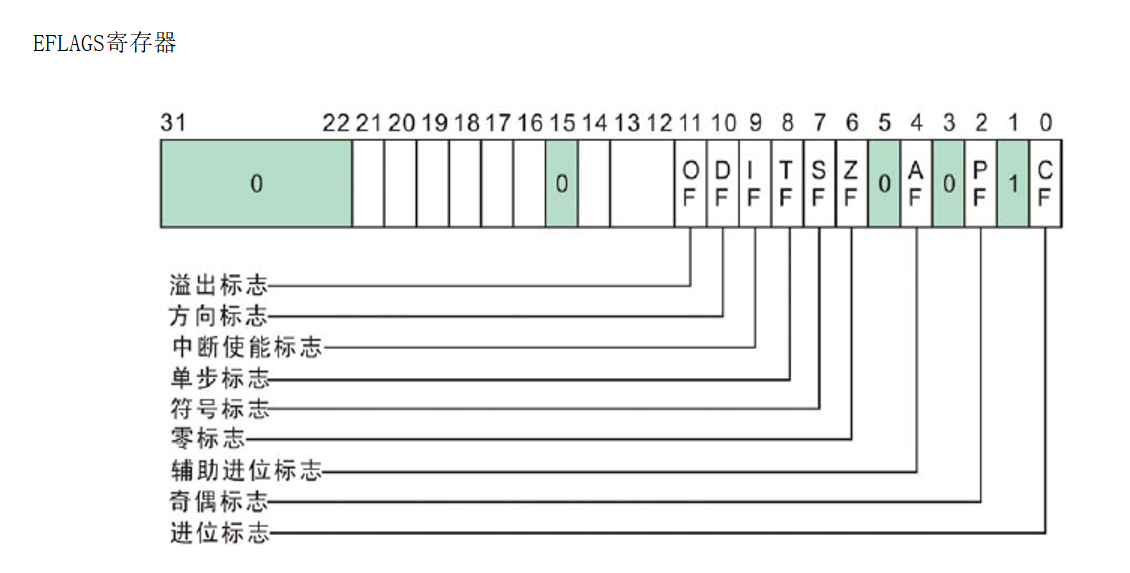 EFLAGS寄存器
31 22 21 20 19 18 17 16 15 14 13 12 11 10 9 8 7 6 5 4 3 2 1 0
0 0 OF DF IF TF SF ZF 0 AF 0 PF 1 CF
溢出标志
方向标志
中断使能标志
单步标志
符号标志
零标志
辅助进位标志
奇偶标志
进位标志